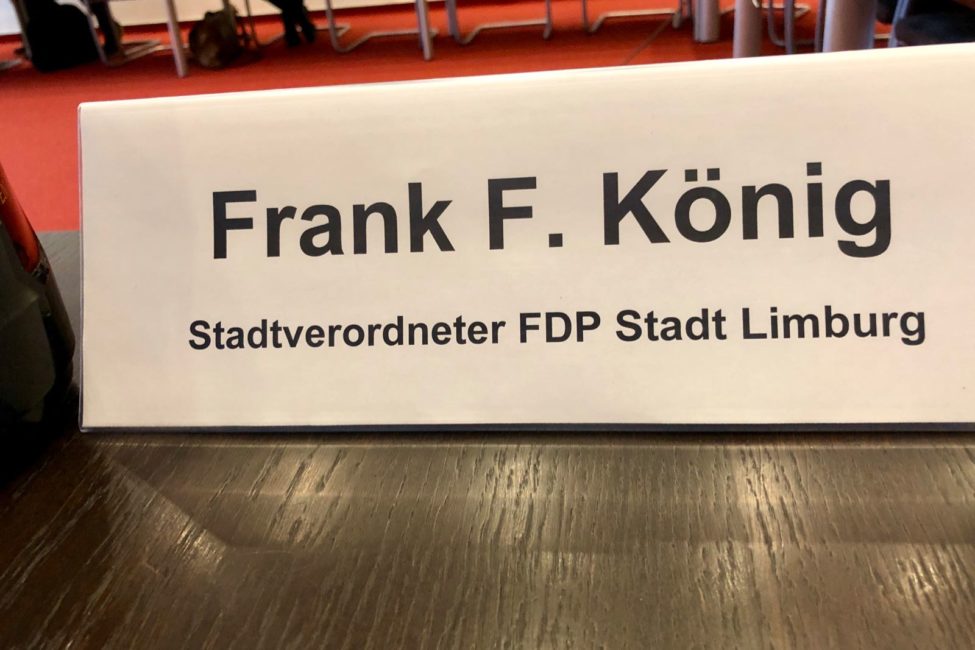 Frank F. König
Stadtverordneter FDP Stadt Limburg